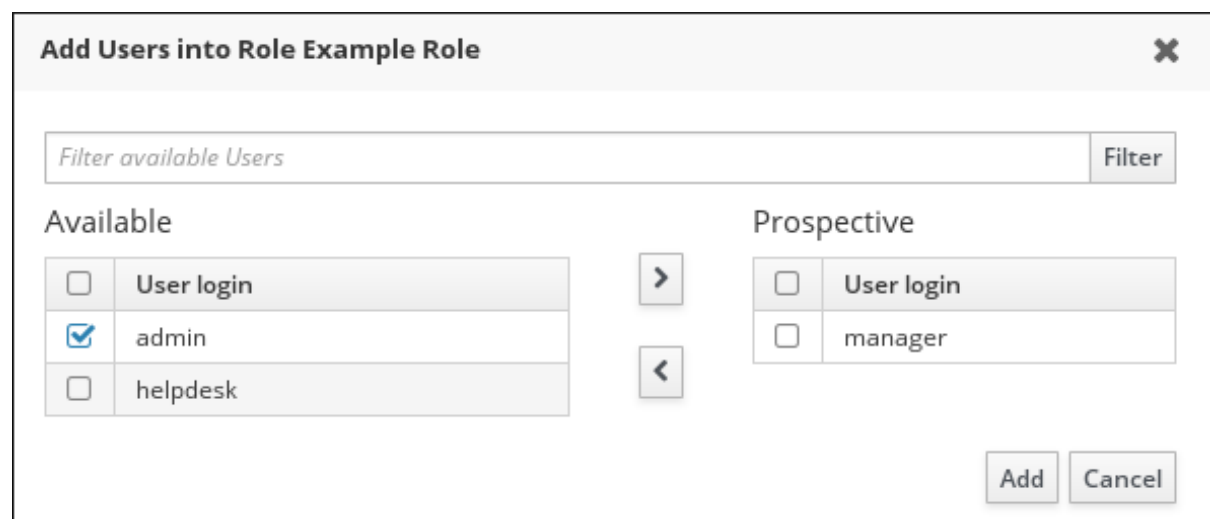 Add Users into Role Example Role
Filter available Users
Filter
Available
Prospective
User login
User login
admin
manager
helpdesk
Add
Cancel